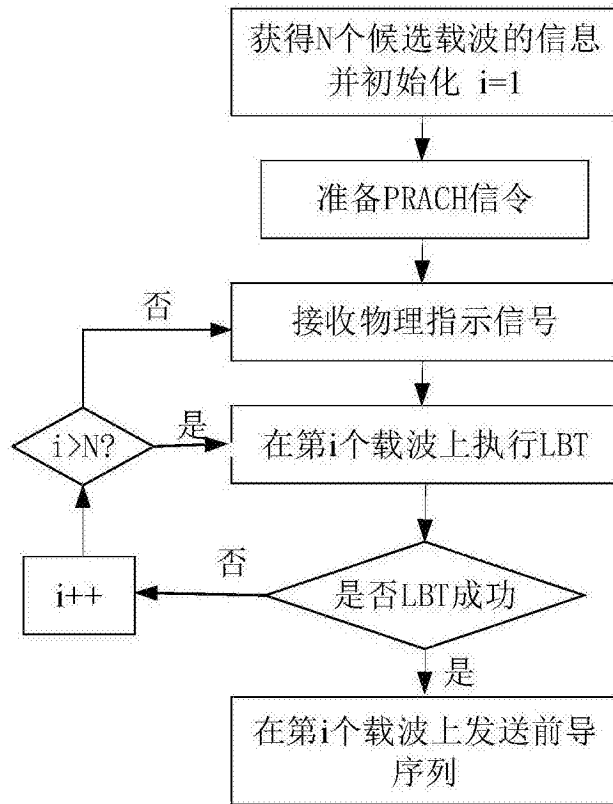 获得N个候选载波的信息
并初始化 i=1
准备PRACH信令
否
接收物理指示信号
i>N?
是
在第i个载波上执行LBT
否
i++
是否LBT成功
是
在第i个载波上发送前导
序列